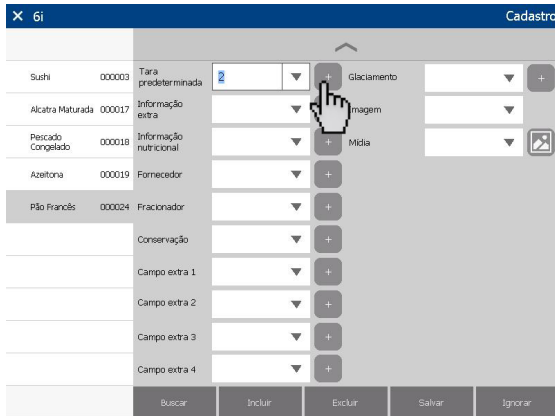 6i
Cadastro
Sushi 000003
Alcatra Maturada 000017
Pescado
Congelado 000018
Azeitona 000019
Pão Francês 000024
Tara
predeterminada 2
Informação
extra
Informação
nutricional
Fornecedor
Fracionador
Conservação
Campo extra 1
Campo extra 2
Campo extra 3
Campo extra 4
Glaciamento
Imagem
Mídia
Buscar Incluir Excluir Salvar Ignorar